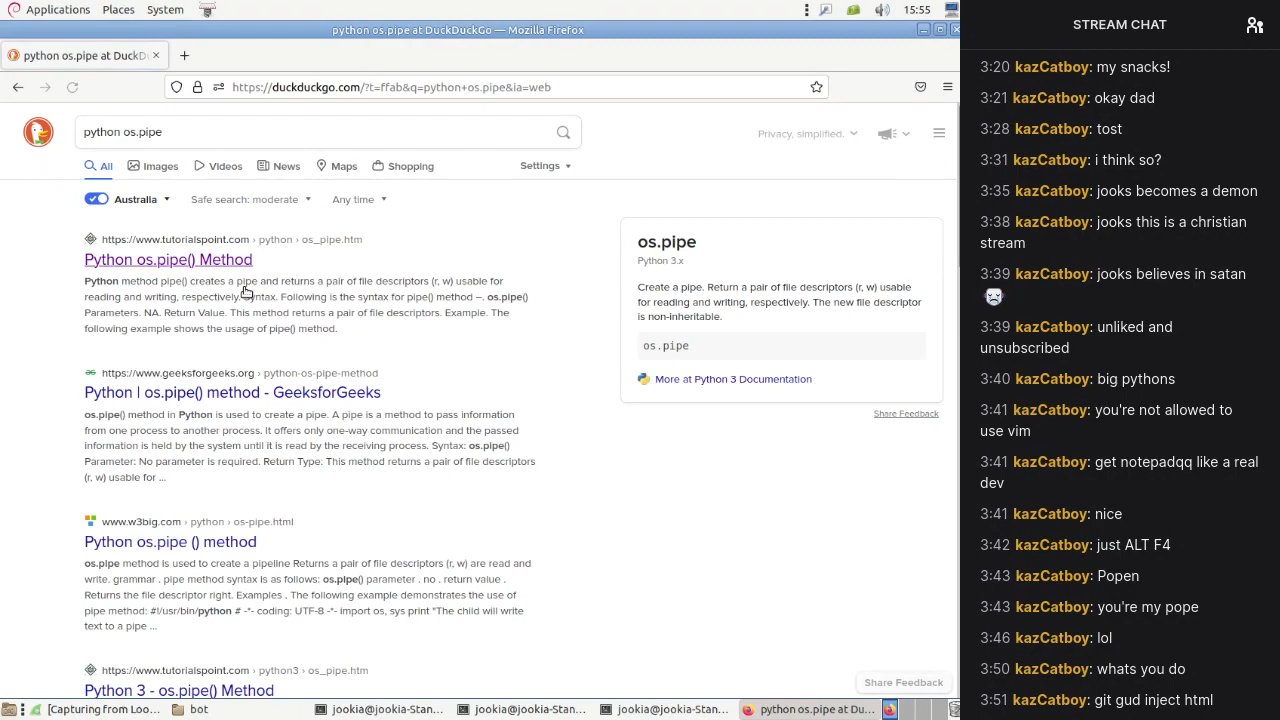 Applications Places System 15:55
python os.pipe at DuckDuckGo — Mozilla Firefox
python os.pipe at DuckDu
https://www.duckduckgo.com/?t=ffab&q=python+os.pipe&ia=web
python os.pipe
Privacy, simplified.
All Images Videos News Maps Shopping Settings
Australia Safe search: moderate Any time
https://www.tutorialspoint.com › python › os_pipe.htm
Python os.pipe() Method
Python method pipe() creates a pipe and returns a pair of file descriptors (r, w) usable for
reading and writing, respectively. Syntax. Following is the syntax for pipe() method −. os.pipe()
Parameters. NA. Return Value. This method returns a pair of file descriptors. Example. The
following example shows the usage of pipe() method.
https://www.geeksforgeeks.org › python-os-pipe-method
Python | os.pipe() method - GeeksforGeeks
os.pipe() method in Python is used to create a pipe. A pipe is a method to pass information
from one process to another process. It offers only one-way communication and the passed
information is held by the system until it is read by the receiving process. Syntax: os.pipe()
Parameter: No parameter is required. Return Type: This method returns a pair of file descriptors
(r, w) usable for ...
www.w3big.com › python › os-pipe.html
Python os.pipe () method
os.pipe method is used to create a pipeline Returns a pair of file descriptors (r, w) are read and
write. grammar . pipe method syntax is as follows: os.pipe() parameter . no . return value .
Returns the file descriptor right. Examples . The following example demonstrates the use of
pipe method: #!/usr/bin/python # -*- coding: UTF-8 -*- import os, sys print "The child will write
text to a pipe ...
https://www.tutorialspoint.com › python3 › os_pipe.htm
Python 3 - os.pipe() Method
os.pipe
Python 3.x
Create a pipe. Return a pair of file descriptors (r, w) usable
for reading and writing, respectively. The new file descriptor
is non-inheritable.
os.pipe
More at Python 3 Documentation
Share Feedback
Share Feedback
[Capturing from Loo... bot jookia@jookia-Stan... jookia@jookia-Stan... jookia@jookia-Stan... python os.pipe at Du...
STREAM CHAT
3:20 kazCatboy: my snacks!
3:21 kazCatboy: okay dad
3:28 kazCatboy: tost
3:31 kazCatboy: i think so?
3:35 kazCatboy: jooks becomes a demon
3:38 kazCatboy: jooks this is a christian
stream
3:39 kazCatboy: jooks believes in satan
3:39 kazCatboy: unliked and
unsubscribed
3:40 kazCatboy: big pythons
3:41 kazCatboy: you're not allowed to
use vim
3:41 kazCatboy: get notepadqq like a real
dev
3:41 kazCatboy: nice
3:42 kazCatboy: just ALT F4
3:43 kazCatboy: Popen
3:43 kazCatboy: you're my pope
3:46 kazCatboy: lol
3:50 kazCatboy: whats you do
3:51 kazCatboy: git gud inject html